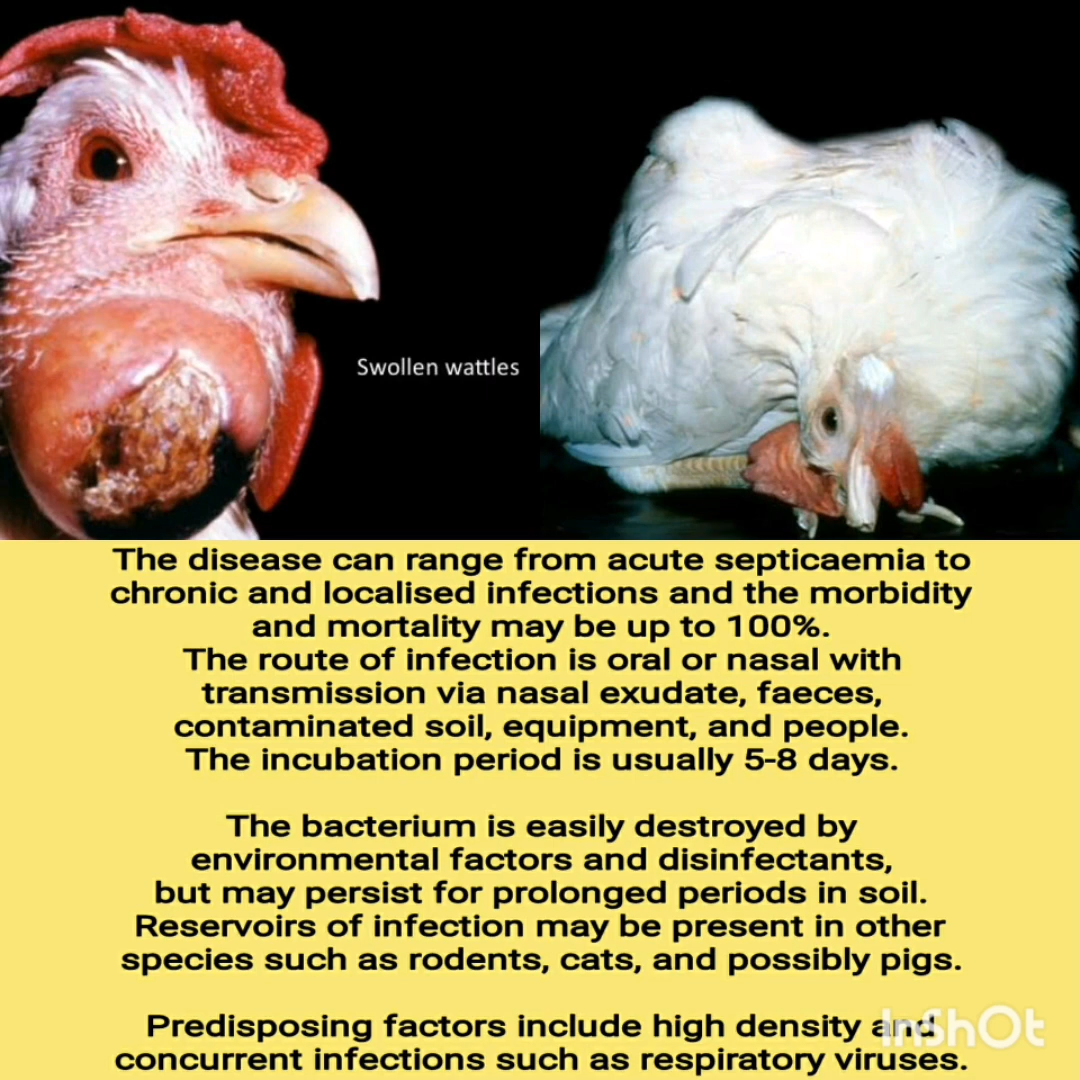 Swollen wattles
The disease can range from acute septicaemia to
chronic and localised infections and the morbidity
and mortality may be up to 100%.
The route of infection is oral or nasal with
transmission via nasal exudate, faeces,
contaminated soil, equipment, and people.
The incubation period is usually 5-8 days.
The bacterium is easily destroyed by
environmental factors and disinfectants,
but may persist for prolonged periods in soil.
Reservoirs of infection may be present in other
species such as rodents, cats, and possibly pigs.
Predisposing factors include high density and
concurrent infections such as respiratory viruses.
InShOt